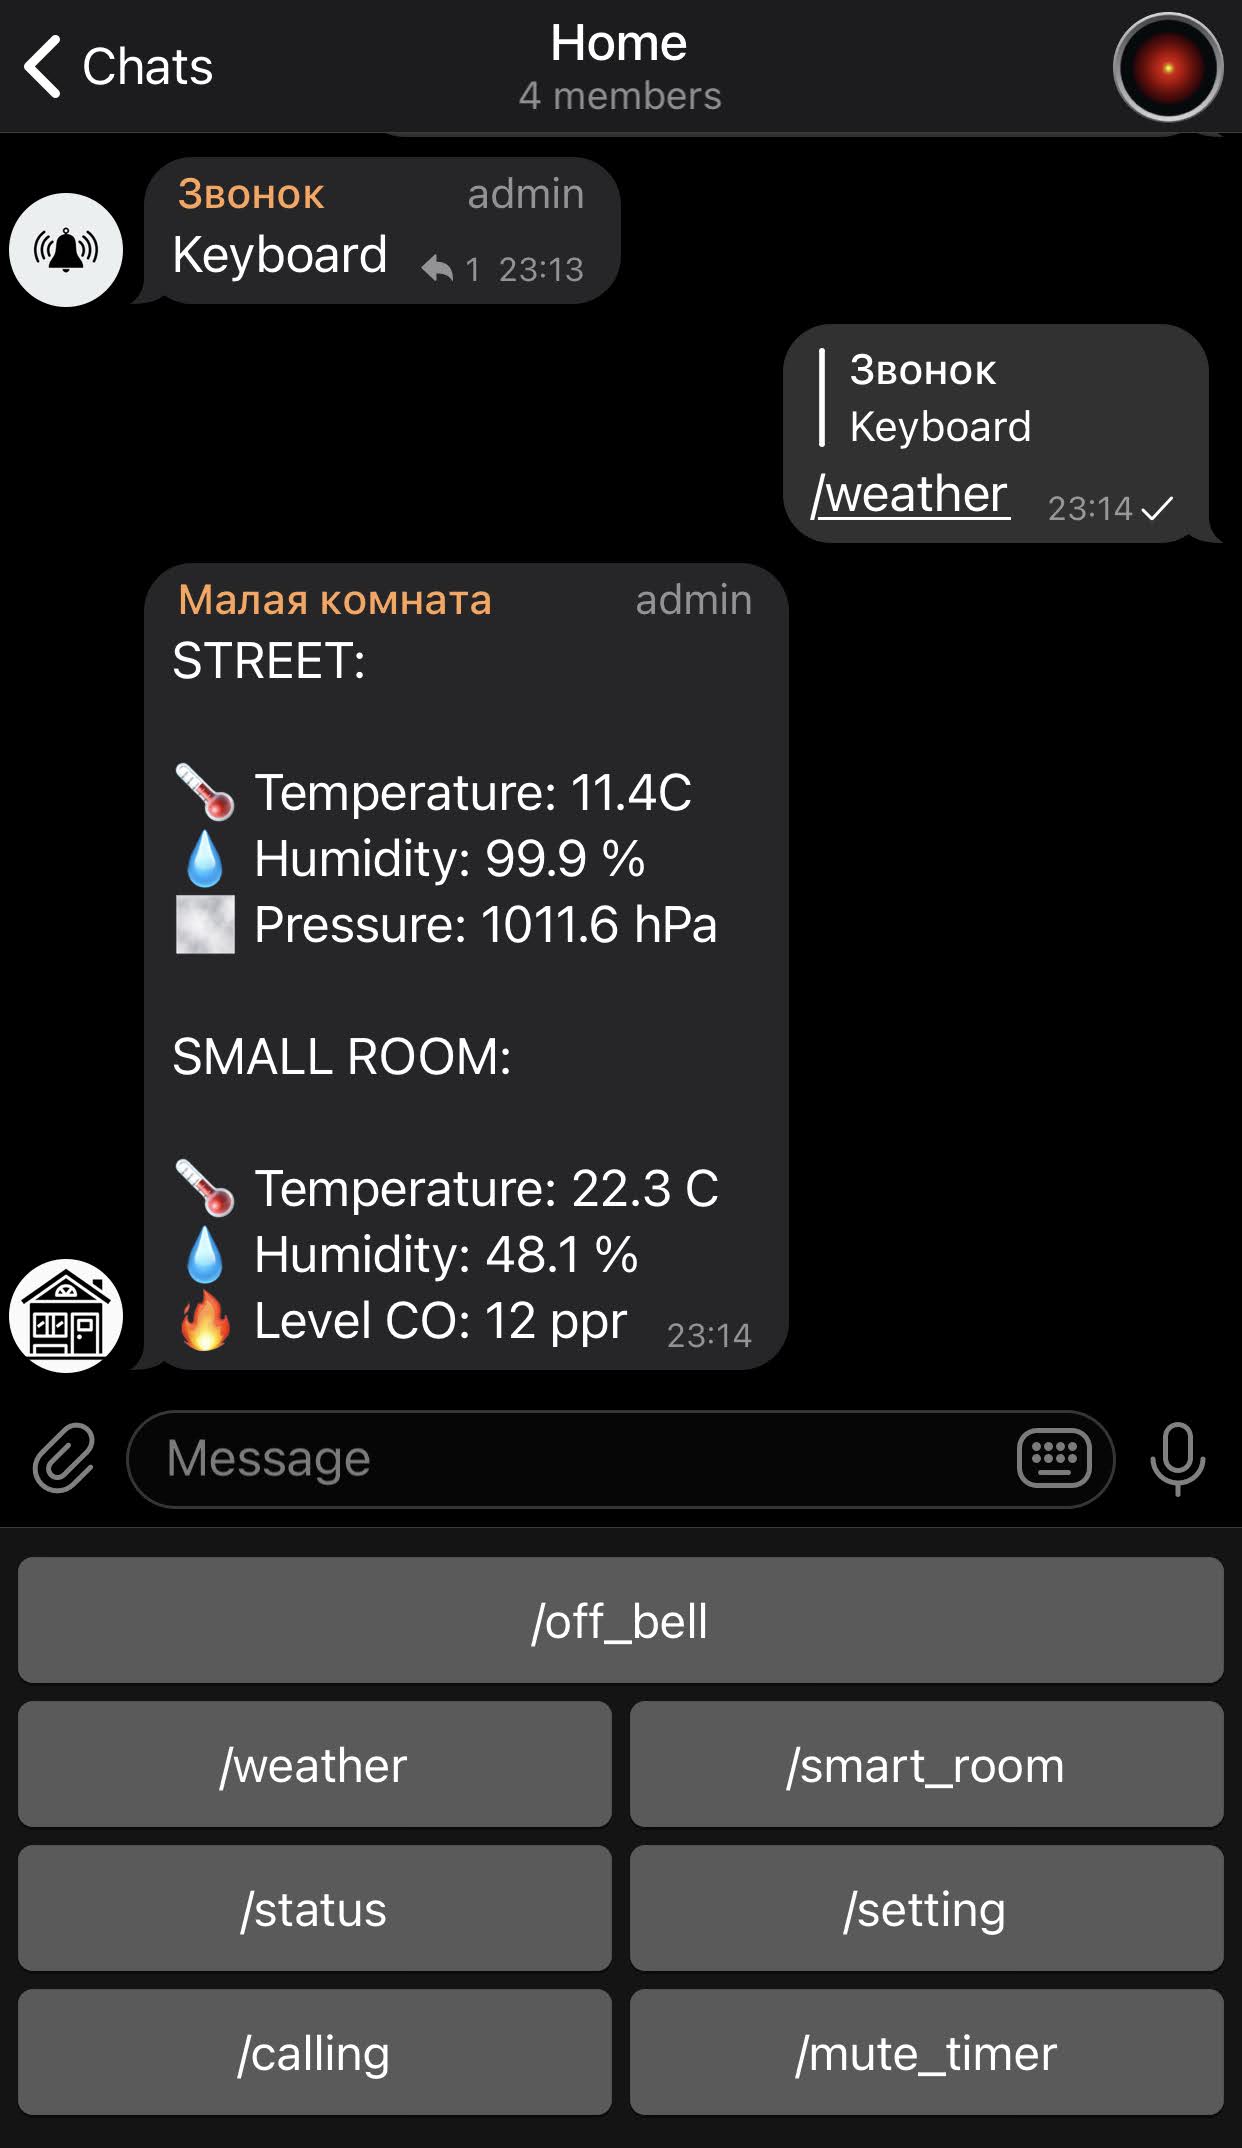 Chats
Home
4 members
Звонок admin
Keyboard 1 23:13
Звонок
Keyboard
/weather 23:14
Малая комната admin
STREET:
Temperature: 11.4C
Humidity: 99.9 %
Pressure: 1011.6 hPa
SMALL ROOM:
Temperature: 22.3 C
Humidity: 48.1 %
Level CO: 12 ppr 23:14
Message
/off_bell
/weather /smart_room
/status /setting
/calling /mute_timer